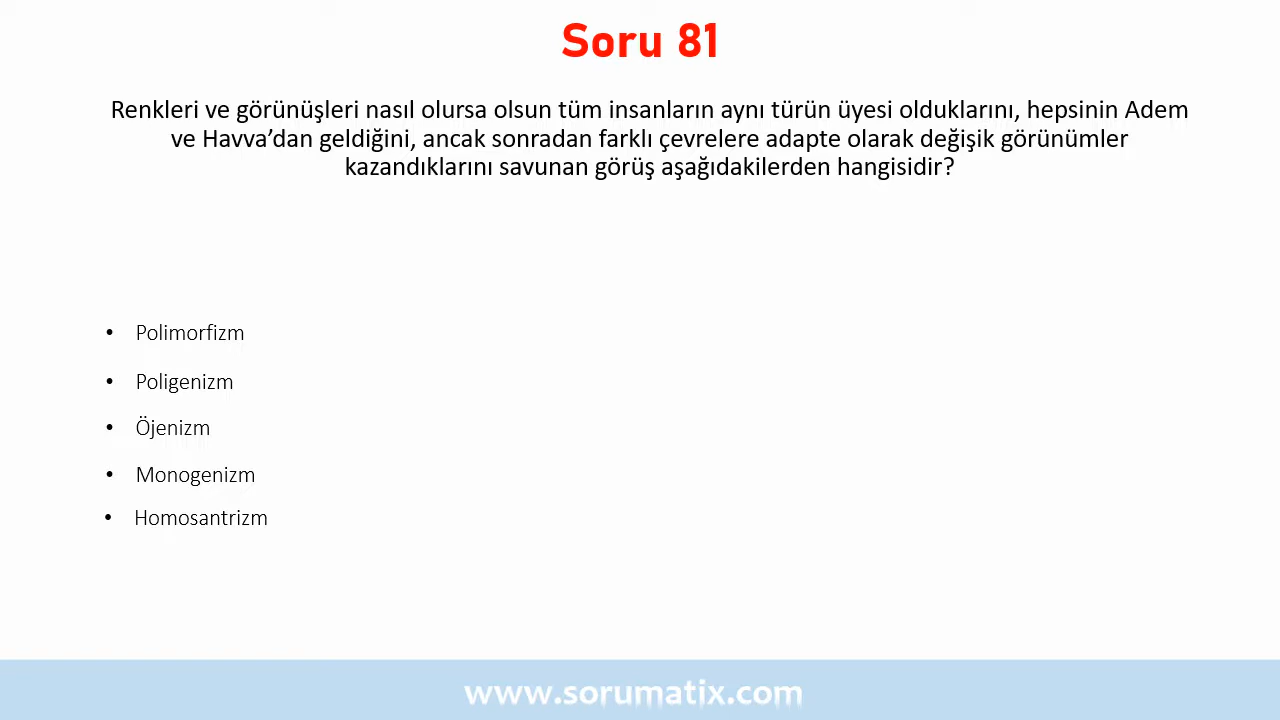 Soru 81
Renkleri ve görünüşleri nasıl olursa olsun tüm insanların aynı türün üyesi olduklarını, hepsinin Adem
ve Havva’dan geldiğini, ancak sonradan farklı çevrelere adapte olarak değişik görünümler
kazandıklarını savunan görüş aşağıdakilerden hangisidir?
• Polimorfizm
• Poligenizm
• Öjenizm
• Monogenizm
• Homosantrizm
www.sorumatix.com